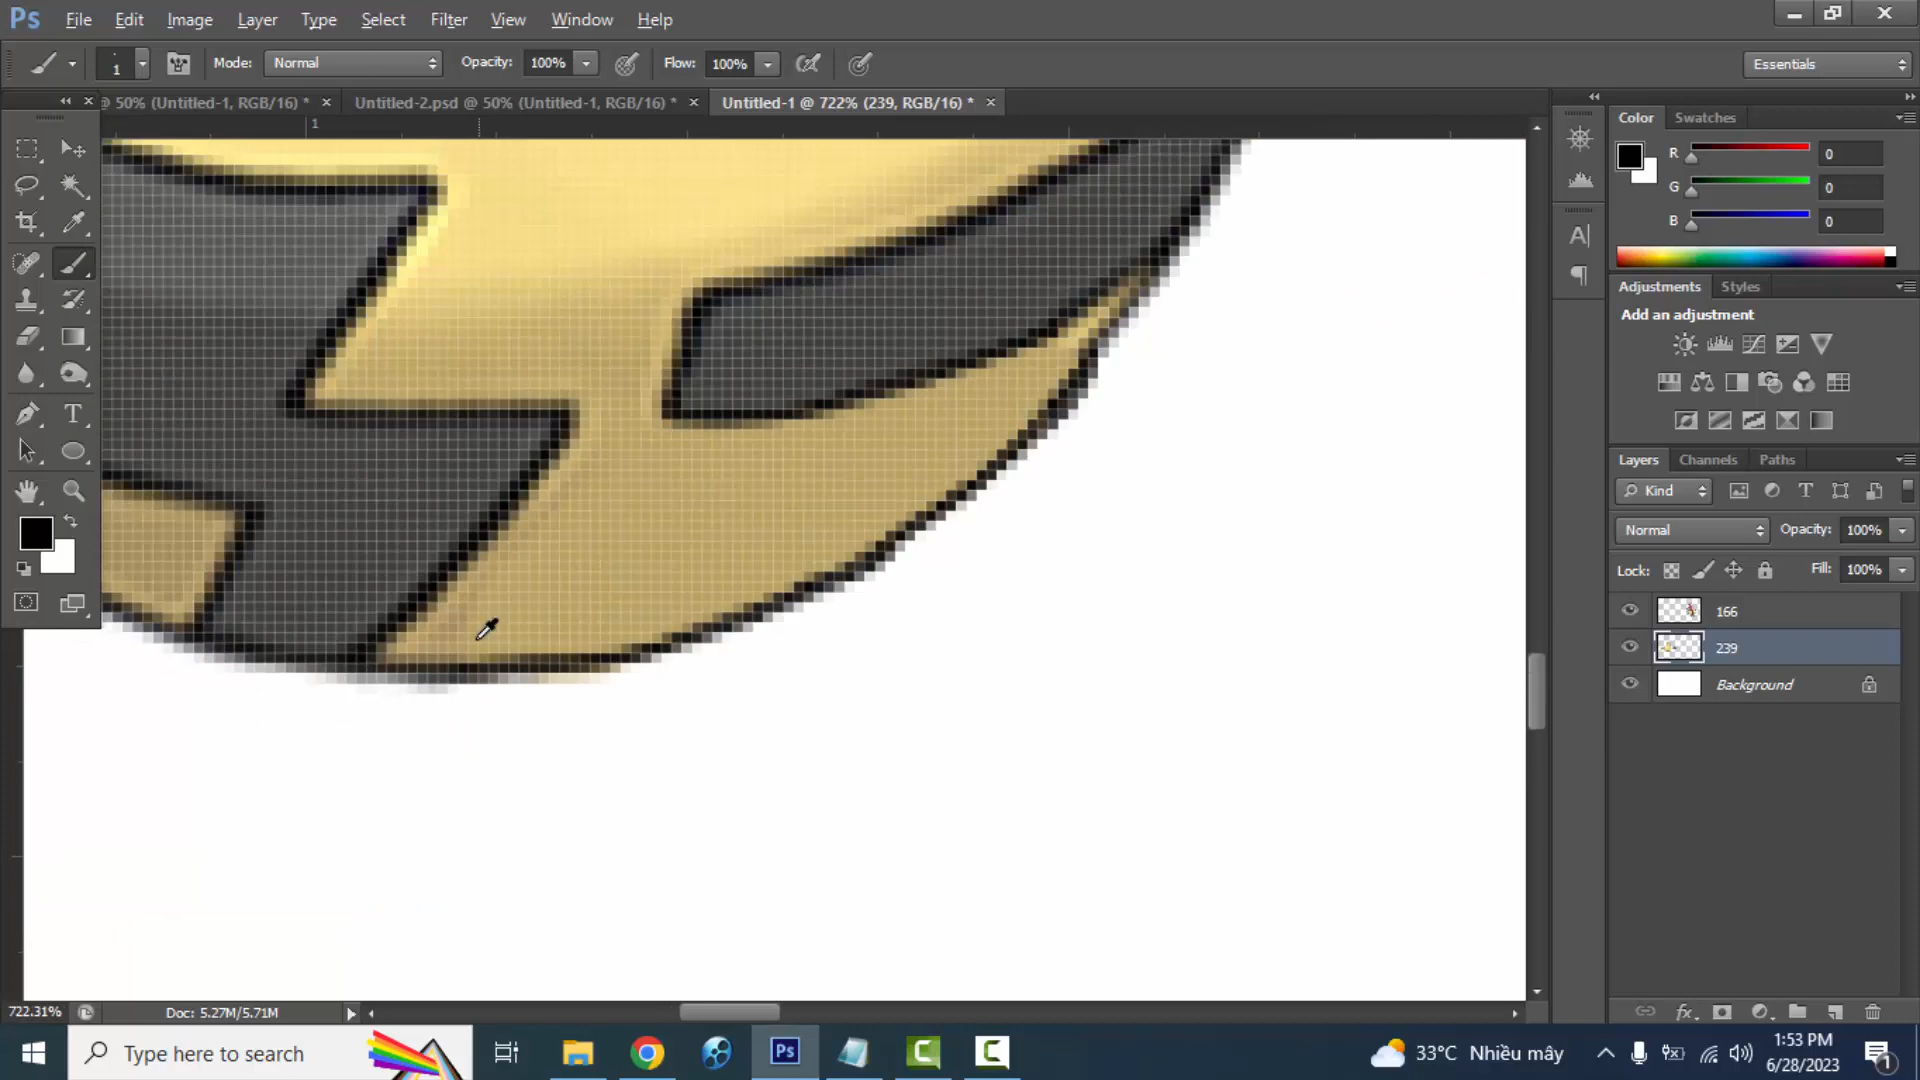 Ps File Edit Image Layer Type Select Filter View Window Help
1 Mode: Normal Opacity: 100% Flow: 100% Essentials
@ 50% (Untitled-1, RGB/16) * × Untitled-2.psd @ 50% (Untitled-1, RGB/16) * × Untitled-1 @ 722% (239, RGB/16) * ×
1
Color Swatches
R 0
G 0
B 0
Adjustments Styles
Add an adjustment
Layers Channels Paths
Kind
Normal Opacity: 100%
Lock: Fill: 100%
166
239
Background
722.31% Doc: 5.27M/5.71M
Type here to search
Ps
33°C Nhiều mây
1:53 PM
6/28/2023
1